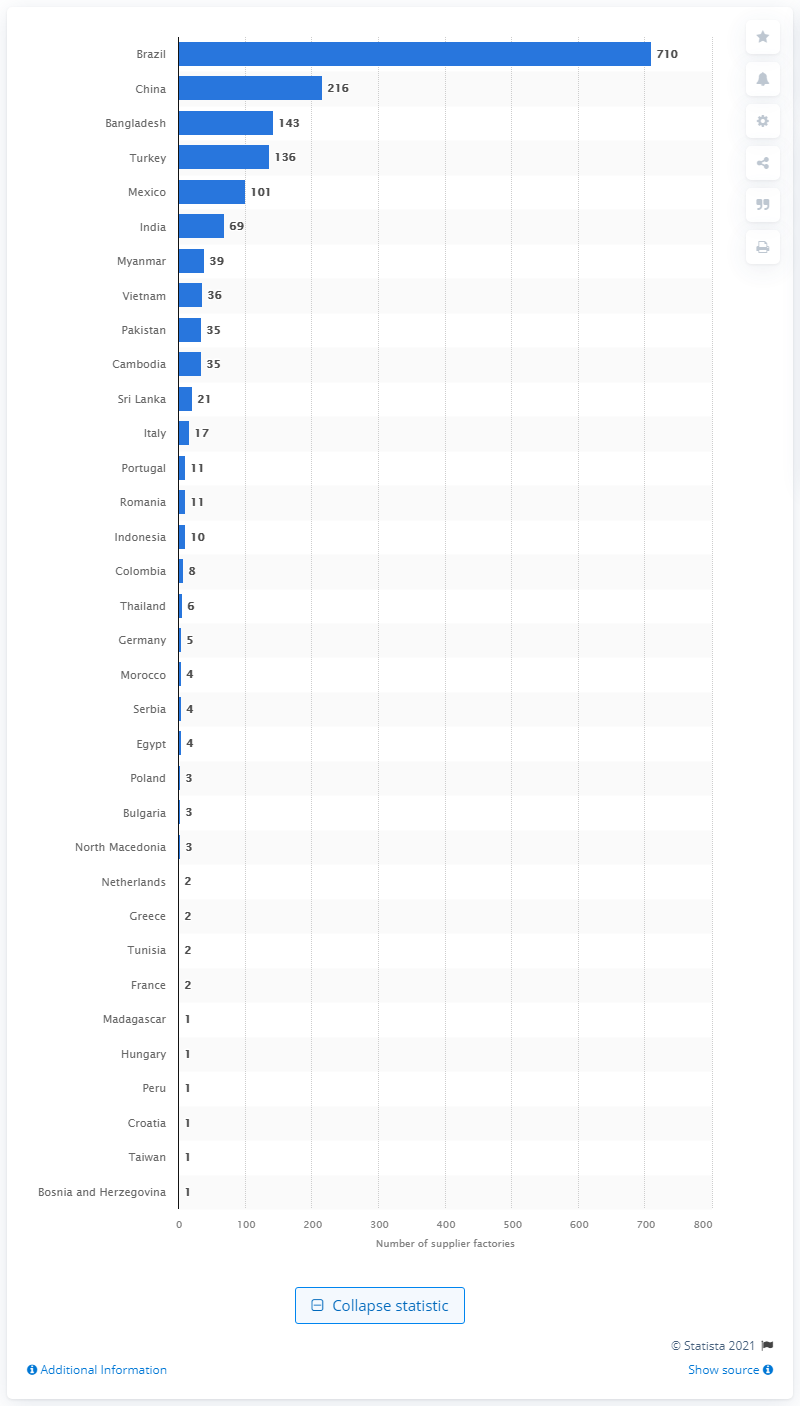 Brazil 710
China 216
Bangladesh 143
Turkey 136
Mexico 101
India 69
Myanmar 39
Vietnam 36
Pakistan 35
Cambodia 35
Sri Lanka 21
Italy 17
Portugal 11
Romania 11
Indonesia 10
Colombia 8
Thailand 6
Germany 5
Morocco 4
Serbia 4
Egypt 4
Poland 3
Bulgaria 3
North Macedonia 3
Netherlands 2
Greece 2
Tunisia 2
France 2
Madagascar 1
Hungary 1
Peru 1
Croatia 1
Taiwan 1
Bosnia and Herzegovina 1
0 100 200 300 400 500 600 700 800
Number of supplier factories
Collapse statistic
© Statista 2021
Additional Information Show source